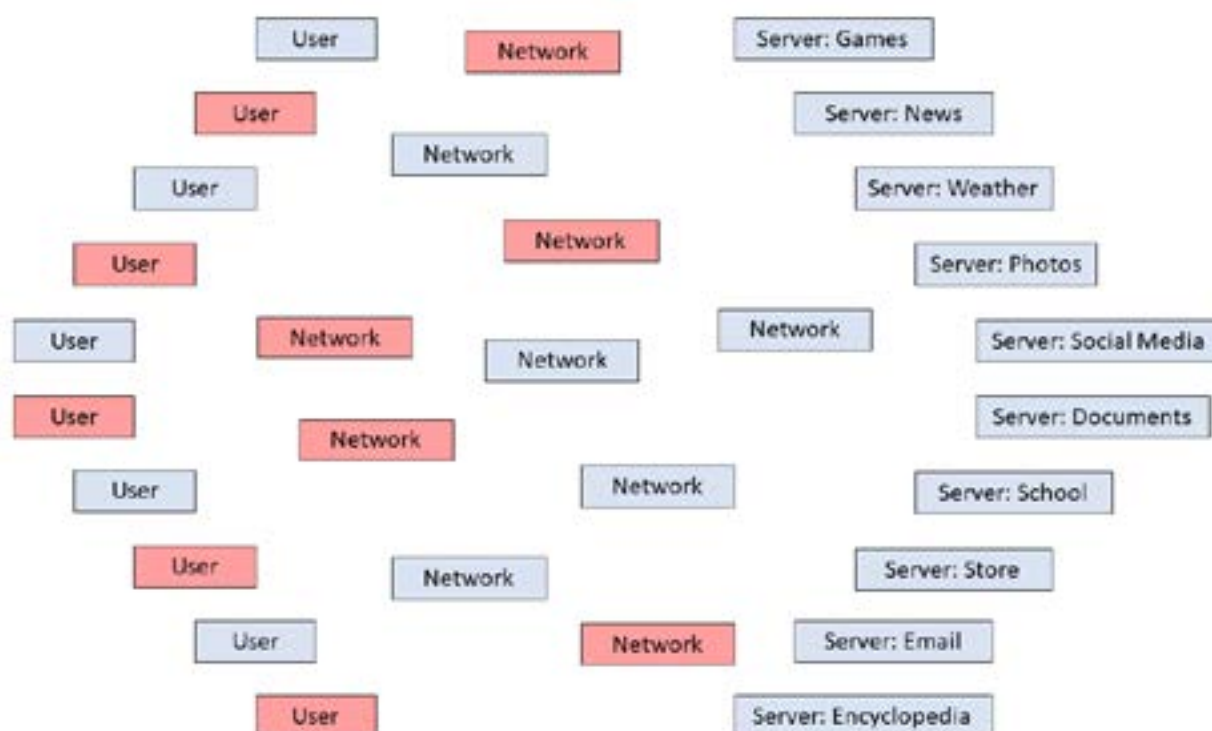 User
Network
Server: Games
User
Server: News
Network
User
Server: Weather
Network
User
Server: Photos
Network
Network
User
Server: Social Media
Network
User
Server: Documents
Network
Network
User
Server: School
User
Network
Server: Store
User
Network
Server: Email
User
Server: Encyclopedia